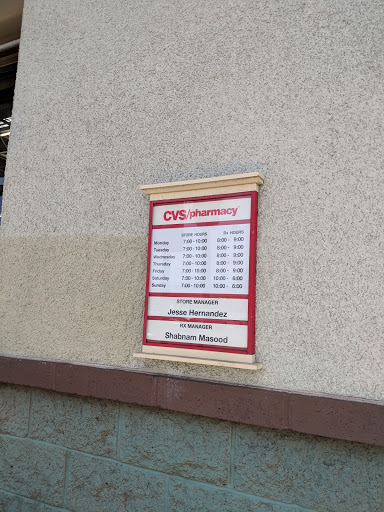 CVS/pharmacy
STORE HOURS Rx HOURS
Monday 7:00 - 10:00 8:00 - 9:00
Tuesday 7:00 - 10:00 8:00 - 9:00
Wednesday 7:00 - 10:00 8:00 - 9:00
Thursday 7:00 - 10:00 8:00 - 9:00
Friday 7:00 - 10:00 8:00 - 9:00
Saturday 7:00 - 10:00 10:00 - 6:00
Sunday 7:00 - 10:00 10:00 - 6:00
STORE MANAGER
Jesse Hernandez
RX MANAGER
Shabnam Masood